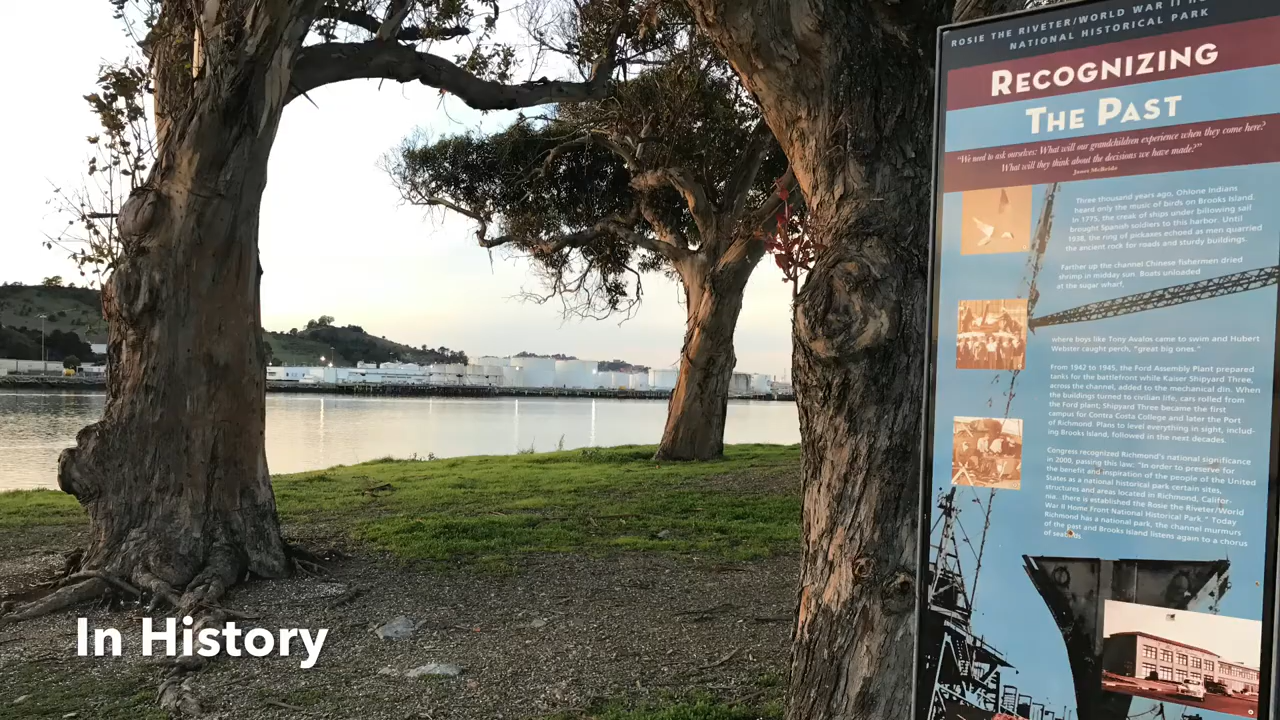 ROSIE THE RIVETER/WORLD WAR II
NATIONAL HISTORICAL PARK
RECOGNIZING
THE PAST
"We need to ask ourselves: What will our grandchildren experience when they come here?
What will they think about the decisions we have made?"
Janet McBride
Three thousand years ago, Ohlone Indians
heard only the music of birds on Brooks Island.
In 1775, the creak of ships under billowing sail
brought Spanish soldiers to this harbor. Until
1938, the ring of pickaxes echoed as men quarried
the ancient rock for roads and sturdy buildings.
Farther up the channel Chinese fishermen dried
shrimp in midday sun. Boats unloaded
at the sugar wharf,
where boys like Tony Avalos came to swim and Hubert
Webster caught perch, "great big ones."
From 1942 to 1945, the Ford Assembly Plant prepared
tanks for the battlefront while Kaiser Shipyard Three,
across the channel, added to the mechanical din. When
the buildings turned to civilian life, cars rolled from
the Ford plant; Shipyard Three became the first
campus for Contra Costa College and later the Port
of Richmond. Plans to level everything in sight, includ-
ing Brooks Island, followed in the next decades.
Congress recognized Richmond's national significance
in 2000, passing this law: "In order to preserve for
the benefit and inspiration of the people of the United
States as a national historical park certain sites,
structures and areas located in Richmond, Califor-
nia...there is established the Rosie the Riveter/World
War II Home Front National Historical Park." Today
Richmond has a national park, the channel murmurs
of the past and Brooks Island listens again to a chorus
of seabirds.
In History